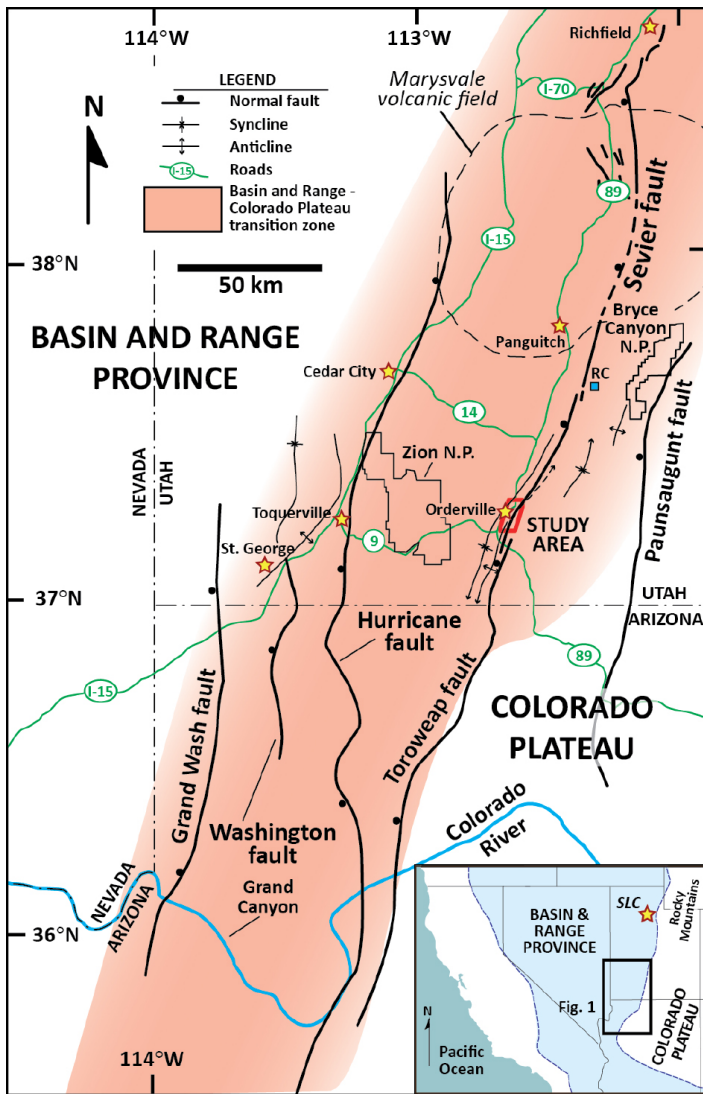 114°W
113°W
Richfield
LEGEND
Normal fault
Syncline
Anticline
I-15
Roads
Basin and Range -
Colorado Plateau
transition zone
N
Marysvale
volcanic field
I-70
89
Sevier fault
I-15
38°N
50 km
BASIN AND RANGE
PROVINCE
Bryce
Canyon
N.P.
Panguitch
RC
Cedar City
14
Paunsaugunt fault
NEVADA
UTAH
Zion N.P.
Toquerville
Orderville
STUDY
AREA
9
St. George
37°N
UTAH
ARIZONA
Hurricane
fault
89
I-15
Grand Wash fault
Toroweap fault
COLORADO
PLATEAU
Washington
fault
Colorado
River
Grand
Canyon
NEVADA
ARIZONA
36°N
114°W
SLC
Rocky
Mountains
BASIN &
RANGE
PROVINCE
Fig. 1
COLORADO
PLATEAU
N
Pacific
Ocean